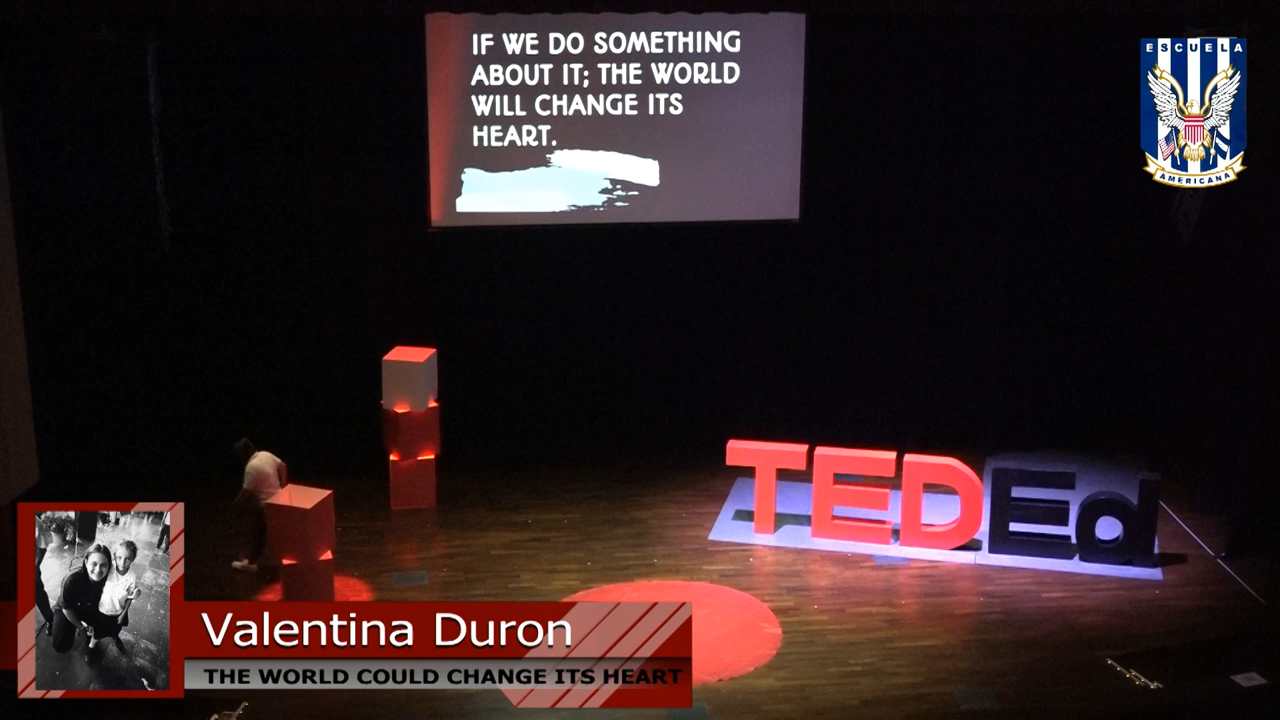 IF WE DO SOMETHING
ABOUT IT; THE WORLD
WILL CHANGE ITS
HEART.
ESCUELA
AMERICANA
TEDEd
Valentina Duron
THE WORLD COULD CHANGE ITS HEART